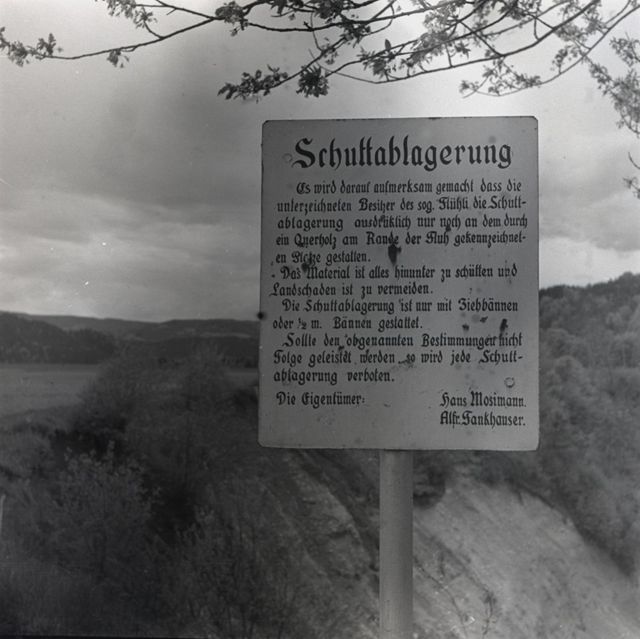 Schuttablagerung
Es wird darauf aufmerksam gemacht dass die
unterzeichneten Besitzer des sog. Flühli die Schutt-
ablagerung ausdrüklich nur noch an dem durch
ein Querholz am Rande der Fluh gekennzeichnet-
en Platze gestatten.
Das Material ist alles hinunter zu schütten und
Landschaden ist zu vermeiden.
Die Schuttablagerung ist nur mit Ziehbännen
oder ½ m. Bännen gestattet.
Sollte den obgenannten Bestimmungen nicht
Folge geleistet werden so wird jede Schutt-
ablagerung verboten.
Die Eigentümer: Hans Mosimann.
Alfr. Fankhauser.